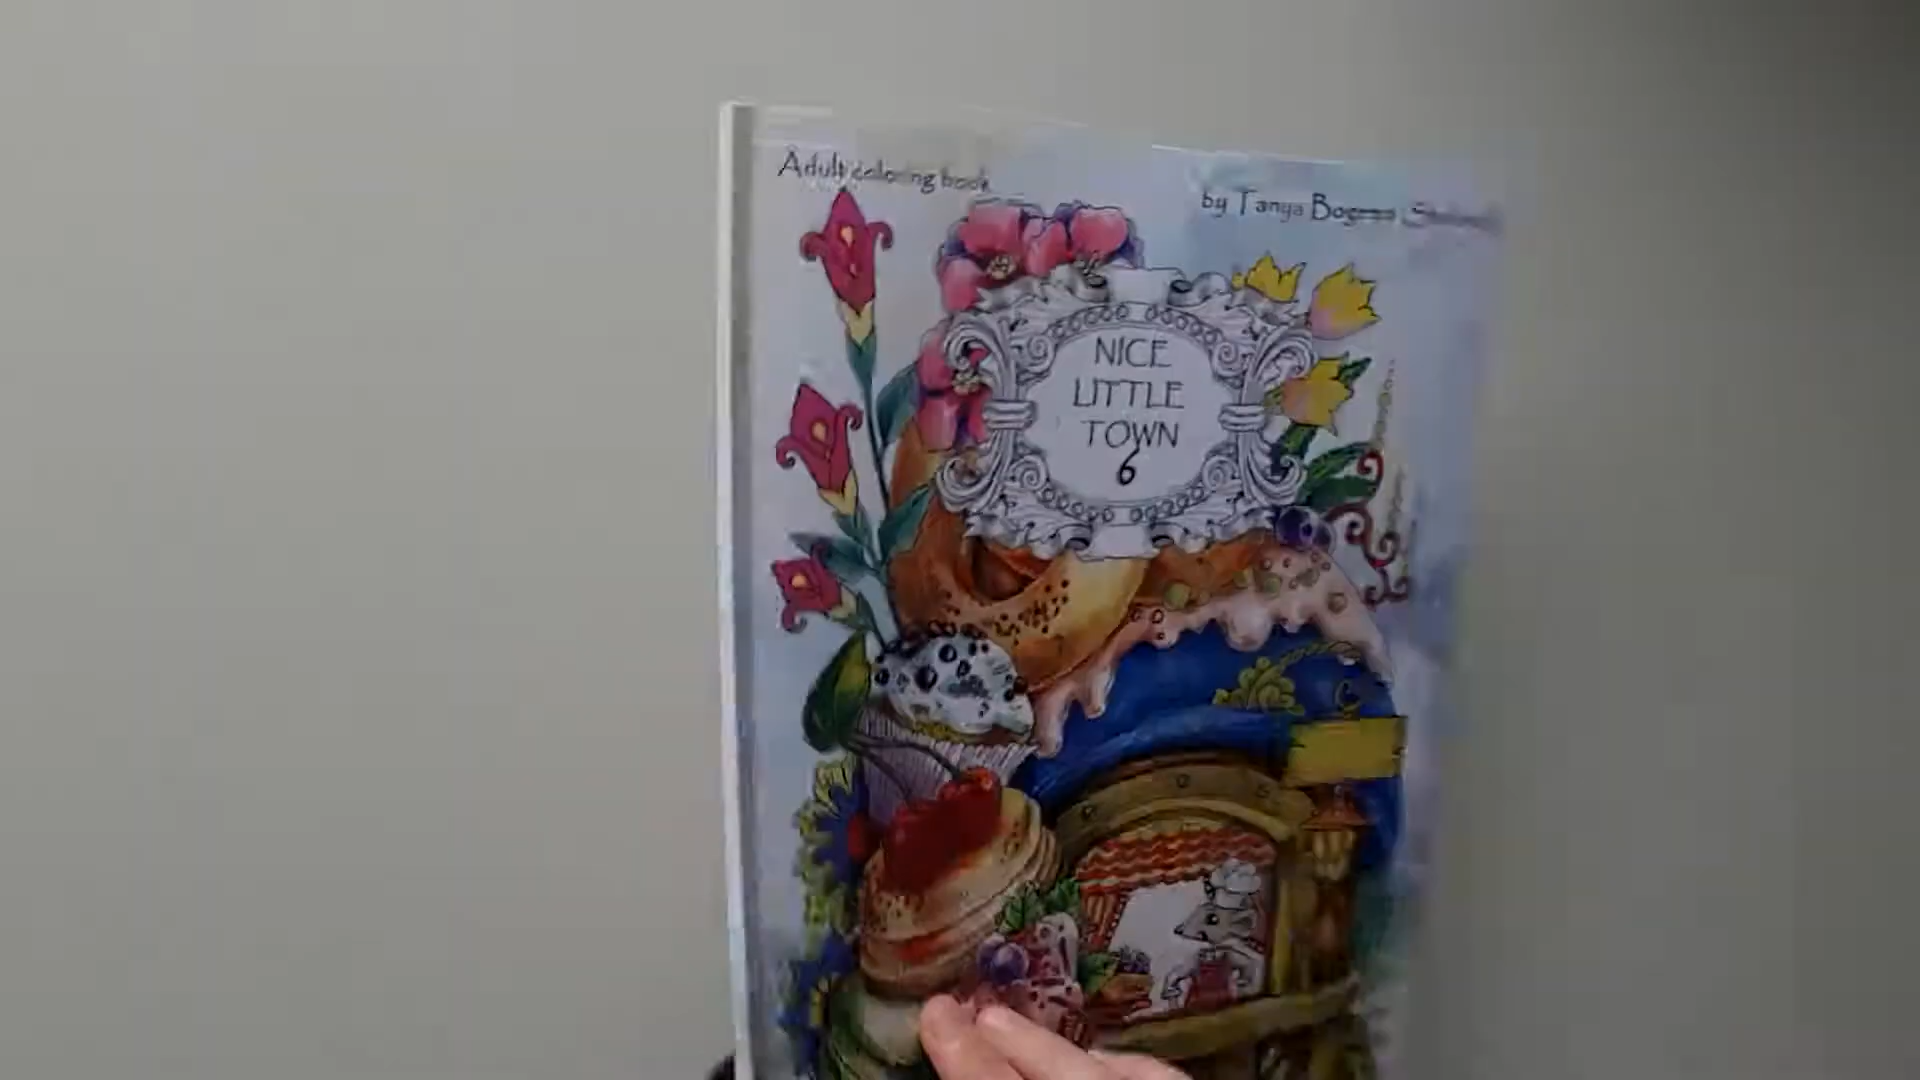 Adult coloring book
by Tanya
NICE
LITTLE
TOWN
6